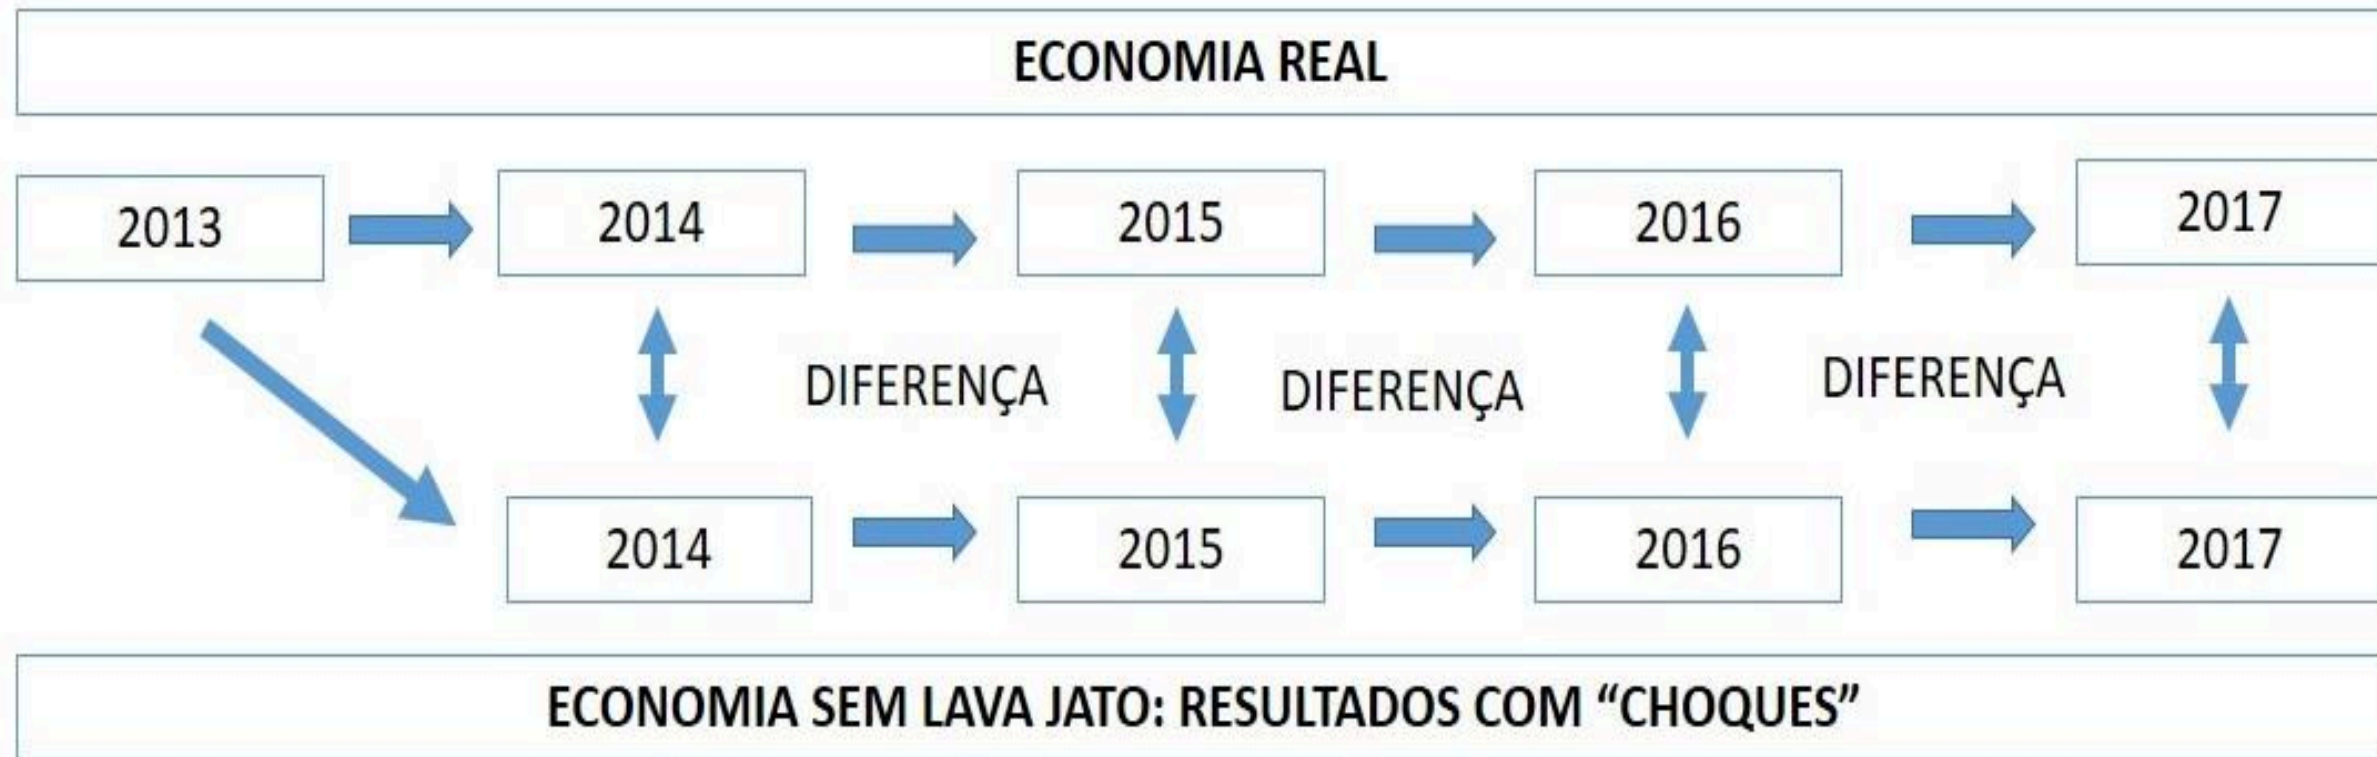 ECONOMIA REAL
2013
2014
2015
2016
2017
DIFERENÇA
DIFERENÇA
DIFERENÇA
2014
2015
2016
2017
ECONOMIA SEM LAVA JATO: RESULTADOS COM “CHOQUES”